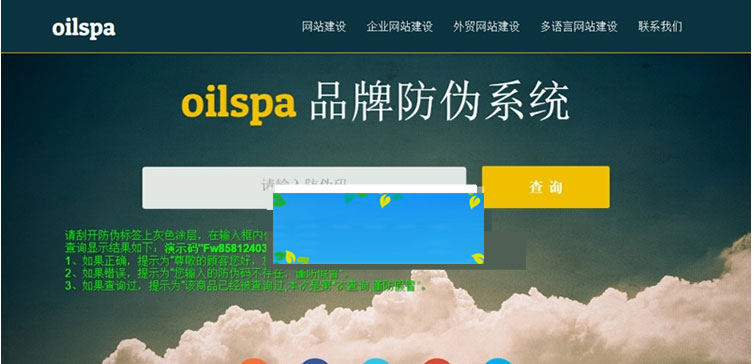 oilspa
网站建设 企业网站建设 外贸网站建设 多语言网站建设 联系我们
oilspa 品牌防伪系统
请输入防伪码
查 询
请刮开防伪标签上灰色涂层，在输入框内
查询显示结果如下：演示码"Fw85812403
1、如果正确，提示为"尊敬的顾客您好，
2、如果错误，提示为"您输入的防伪码不存在，谨防假冒"。
3、如果查询过，提示为"该商品已经被查询过,本次是第 次查询,谨防假冒"。